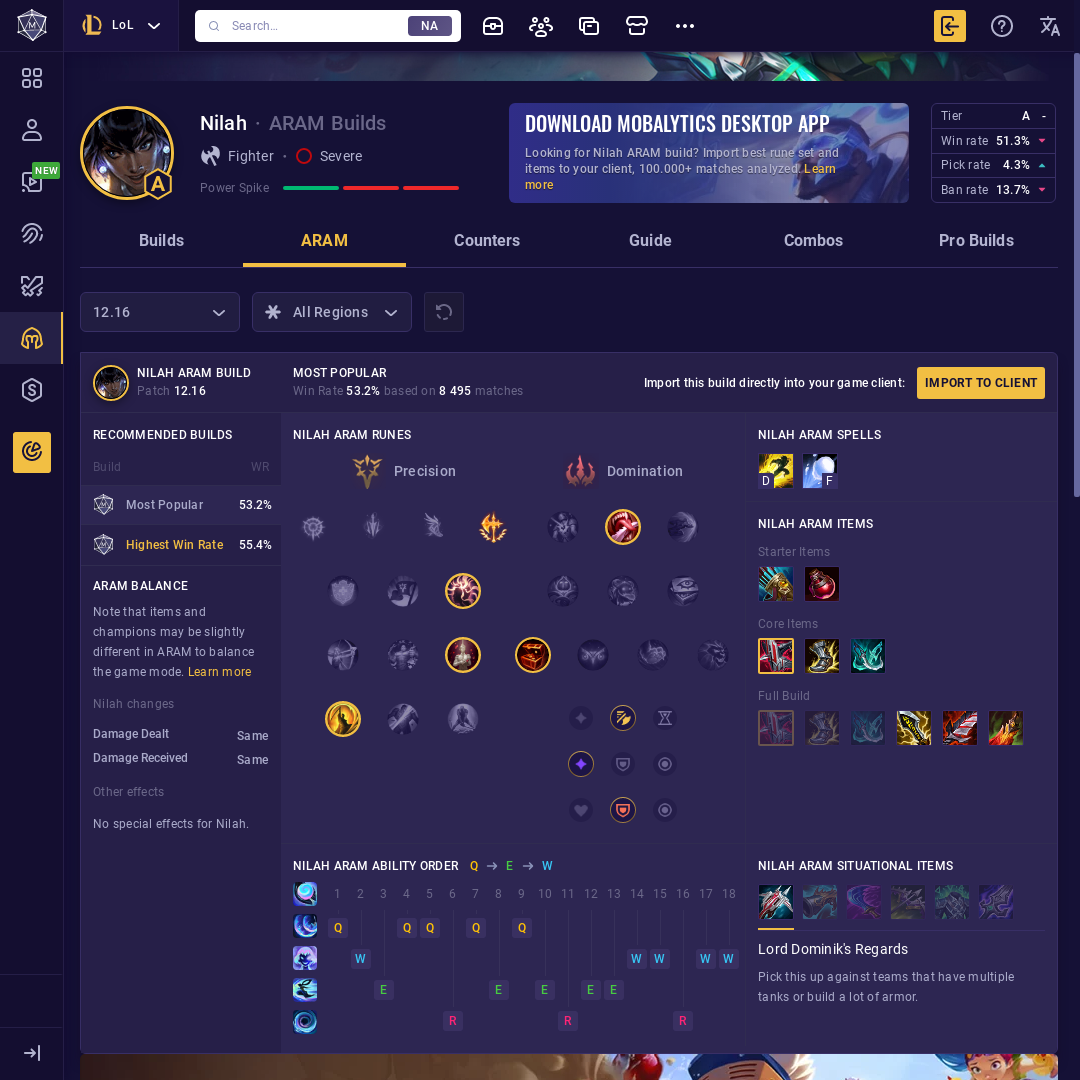 LoL
Search...
NA
NEW
Nilah · ARAM Builds
Fighter · Severe
Power Spike
A
DOWNLOAD MOBALYTICS DESKTOP APP
Looking for Nilah ARAM build? Import best rune set and
items to your client, 100.000+ matches analyzed. Learn
more
Tier A -
Win rate 51.3%
Pick rate 4.3%
Ban rate 13.7%
Builds
ARAM
Counters
Guide
Combos
Pro Builds
12.16
All Regions
NILAH ARAM BUILD
Patch 12.16
MOST POPULAR
Win Rate 53.2% based on 8 495 matches
Import this build directly into your game client:
IMPORT TO CLIENT
RECOMMENDED BUILDS
Build WR
Most Popular 53.2%
Highest Win Rate 55.4%
ARAM BALANCE
Note that items and
champions may be slightly
different in ARAM to balance
the game mode. Learn more
Nilah changes
Damage Dealt Same
Damage Received Same
Other effects
No special effects for Nilah.
NILAH ARAM RUNES
Precision
Domination
NILAH ARAM SPELLS
D
F
NILAH ARAM ITEMS
Starter Items
Core Items
Full Build
NILAH ARAM ABILITY ORDER Q → E → W
1 2 3 4 5 6 7 8 9 10 11 12 13 14 15 16 17 18
Q Q Q Q Q
W W W W W
E E E E E
R R R
NILAH ARAM SITUATIONAL ITEMS
Lord Dominik's Regards
Pick this up against teams that have multiple
tanks or build a lot of armor.